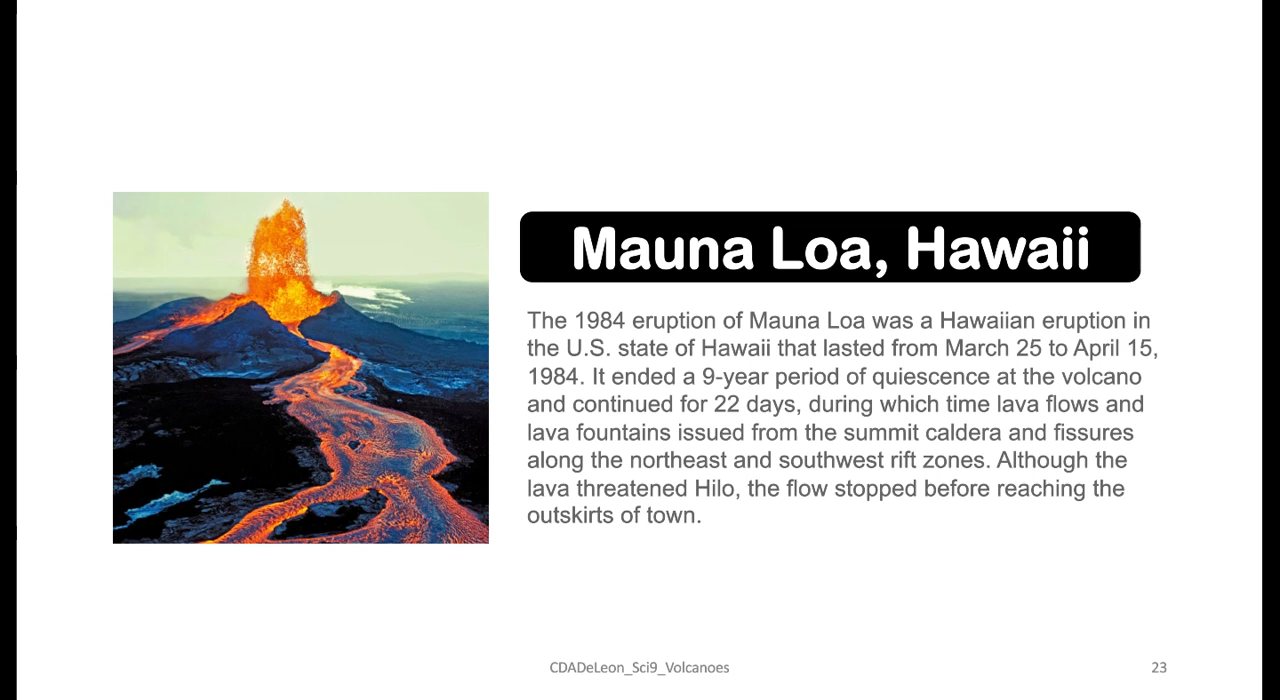 Mauna Loa, Hawaii
The 1984 eruption of Mauna Loa was a Hawaiian eruption in
the U.S. state of Hawaii that lasted from March 25 to April 15,
1984. It ended a 9-year period of quiescence at the volcano
and continued for 22 days, during which time lava flows and
lava fountains issued from the summit caldera and fissures
along the northeast and southwest rift zones. Although the
lava threatened Hilo, the flow stopped before reaching the
outskirts of town.
CDADeLeon_Sci9_Volcanoes
23